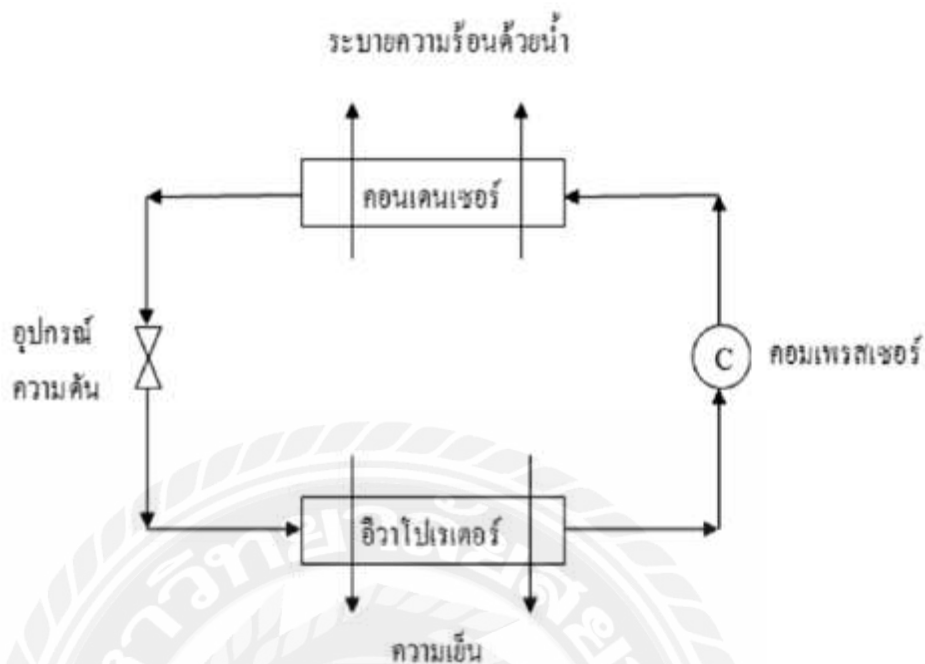 ระบายความร้อนด้วยน้ำ
คอนเดนเซอร์
อุปกรณ์
ความดัน
C
คอมเพรสเซอร์
อีวาโปเรเตอร์
ความเย็น